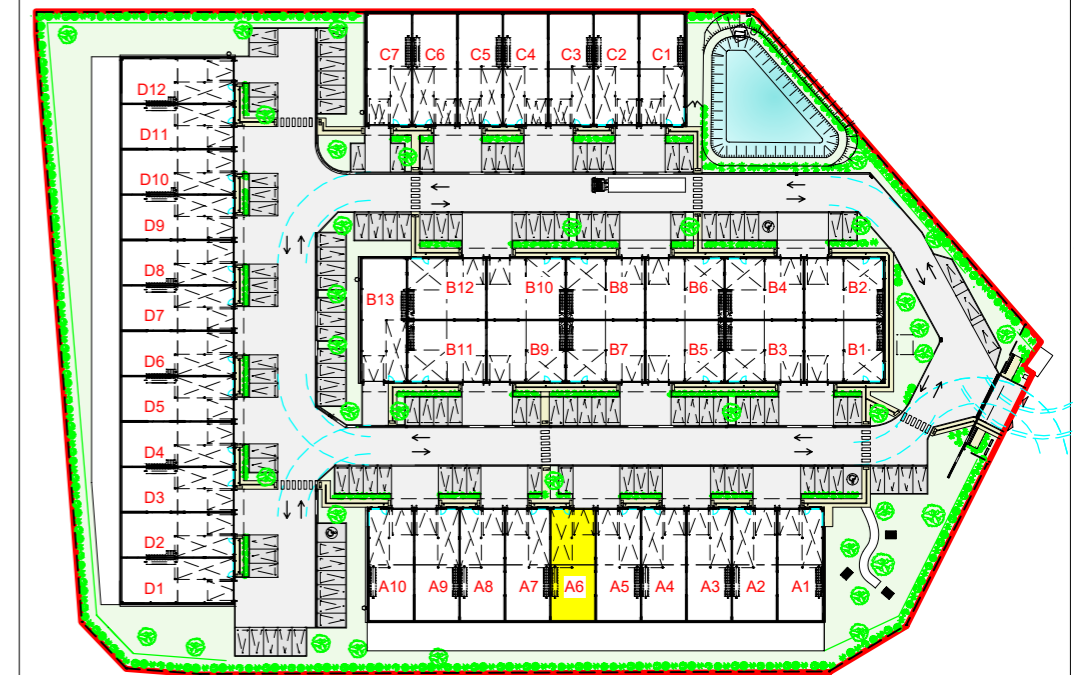 C7 C6 C5 C4 C3 C2 C1
D12
D11
D10
D9
D8
D7
D6
D5
D4
D3
D2
D1
B13 B12 B10 B8 B6 B4 B2
B11 B9 B7 B5 B3 B1
A10 A9 A8 A7 A6 A5 A4 A3 A2 A1